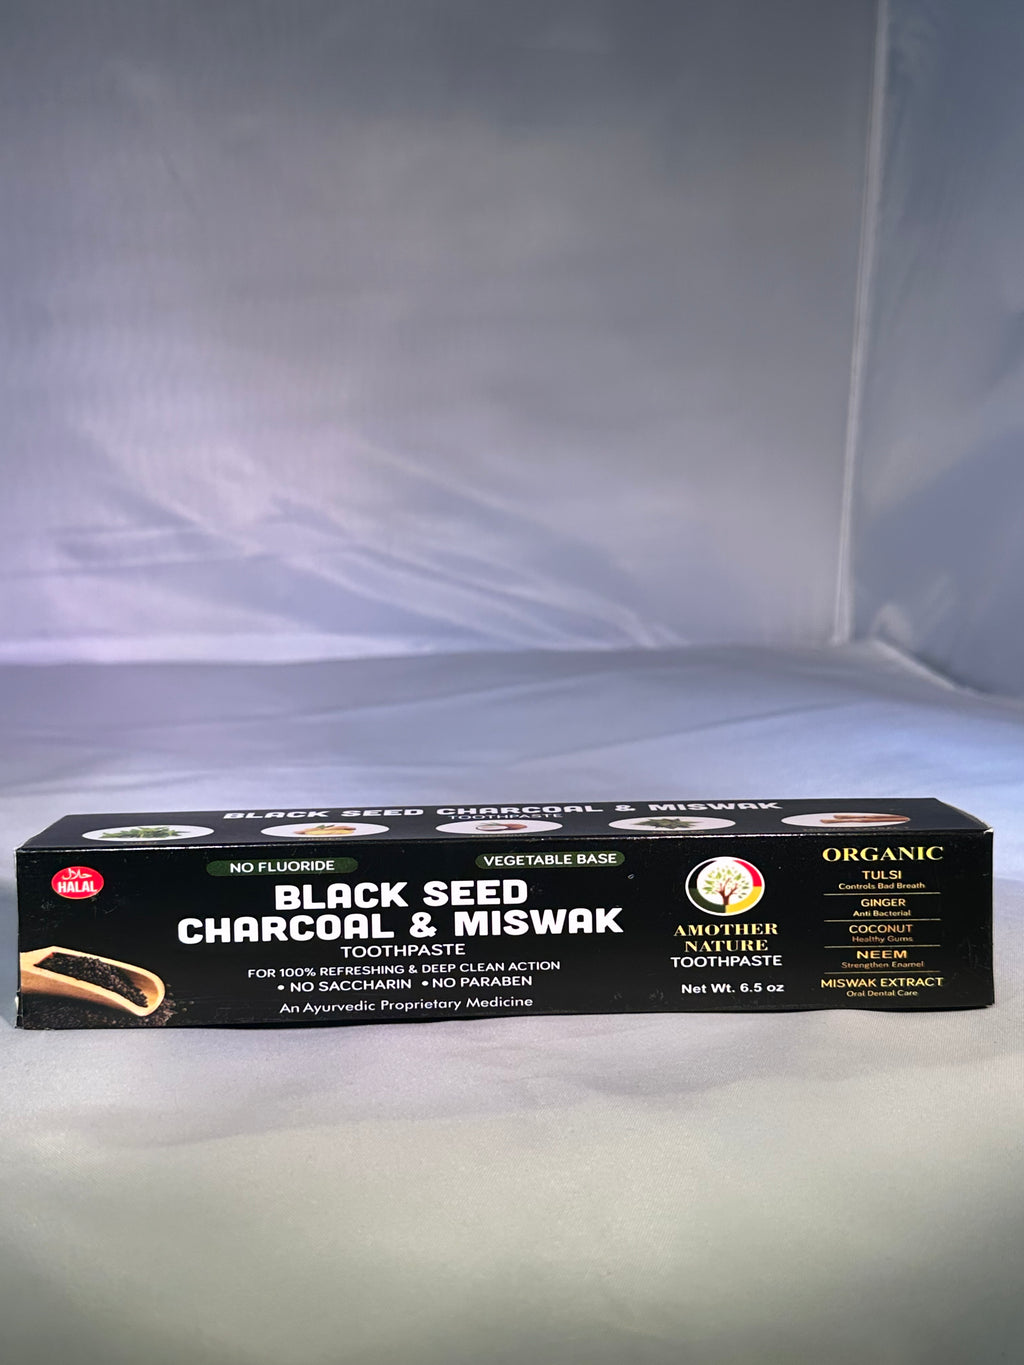 BLACK SEED CHARCOAL & MISWAK
TOOTHPASTE
حلال
HALAL
NO FLUORIDE
VEGETABLE BASE
BLACK SEED
CHARCOAL & MISWAK
TOOTHPASTE
FOR 100% REFRESHING & DEEP CLEAN ACTION
• NO SACCHARIN • NO PARABEN
An Ayurvedic Proprietary Medicine
AMOTHER
NATURE
TOOTHPASTE
Net Wt. 6.5 oz
ORGANIC
TULSI
Controls Bad Breath
GINGER
Anti Bacterial
COCONUT
Healthy Gums
NEEM
Strengthen Enamel
MISWAK EXTRACT
Oral Dental Care